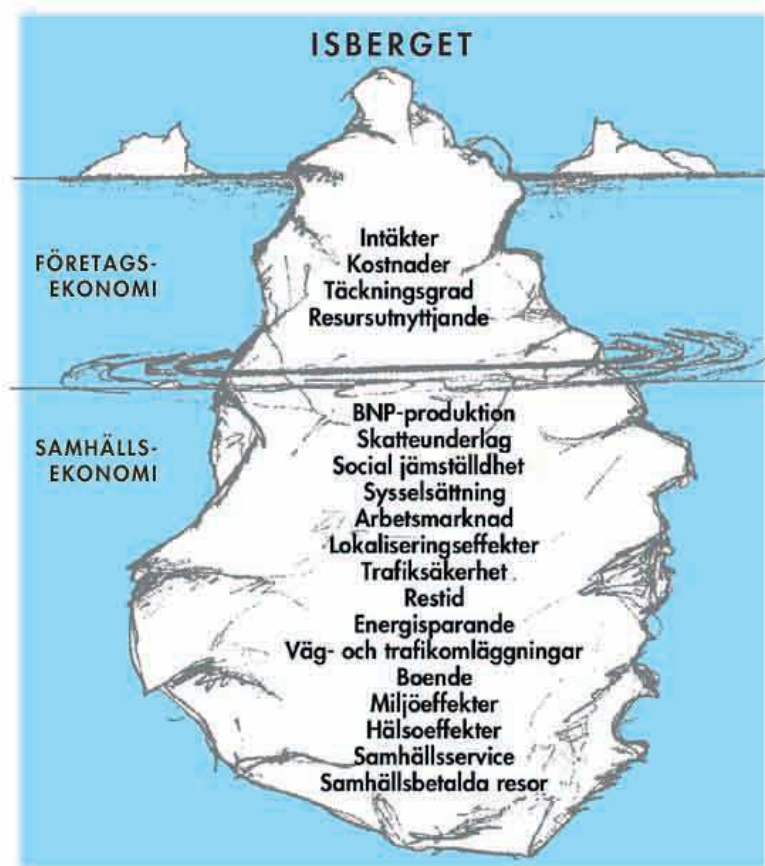 ISBERGET
FÖRETAGS-
EKONOMI
Intäkter
Kostnader
Täckningsgrad
Resursutnyttjande
SAMHÄLLS-
EKONOMI
BNP-produktion
Skatteunderlag
Social jämställdhet
Sysselsättning
Arbetsmarknad
Lokaliseringseffekter
Trafiksäkerhet
Restid
Energisparande
Väg- och trafikomläggningar
Boende
Miljöeffekter
Hälsoeffekter
Samhällsservice
Samhällsbetalda resor